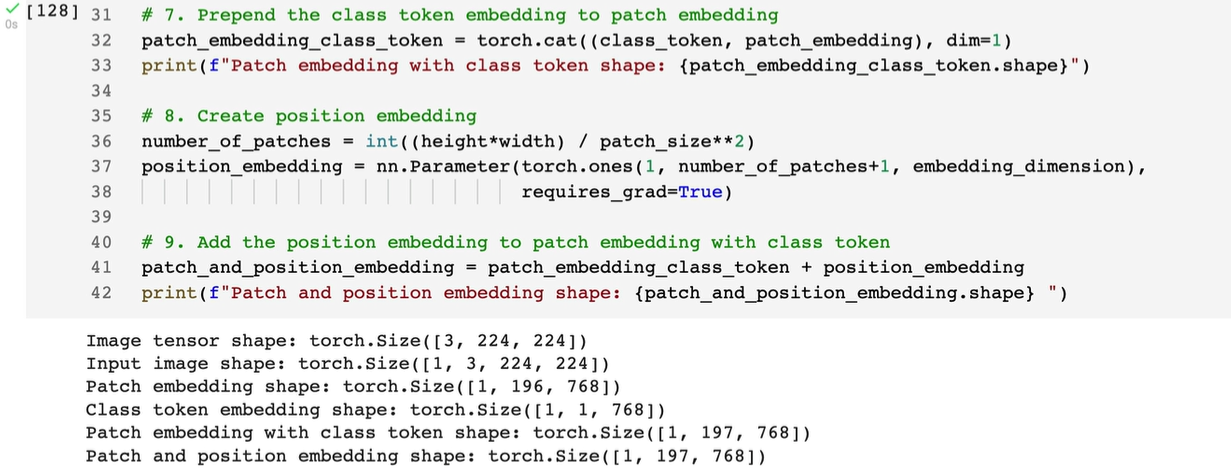 [128] 31 # 7. Prepend the class token embedding to patch embedding
0s 32 patch_embedding_class_token = torch.cat((class_token, patch_embedding), dim=1)
33 print(f"Patch embedding with class token shape: {patch_embedding_class_token.shape}")
34
35 # 8. Create position embedding
36 number_of_patches = int((height*width) / patch_size**2)
37 position_embedding = nn.Parameter(torch.ones(1, number_of_patches+1, embedding_dimension),
38 requires_grad=True)
39
40 # 9. Add the position embedding to patch embedding with class token
41 patch_and_position_embedding = patch_embedding_class_token + position_embedding
42 print(f"Patch and position embedding shape: {patch_and_position_embedding.shape} ")
Image tensor shape: torch.Size([3, 224, 224])
Input image shape: torch.Size([1, 3, 224, 224])
Patch embedding shape: torch.Size([1, 196, 768])
Class token embedding shape: torch.Size([1, 1, 768])
Patch embedding with class token shape: torch.Size([1, 197, 768])
Patch and position embedding shape: torch.Size([1, 197, 768])